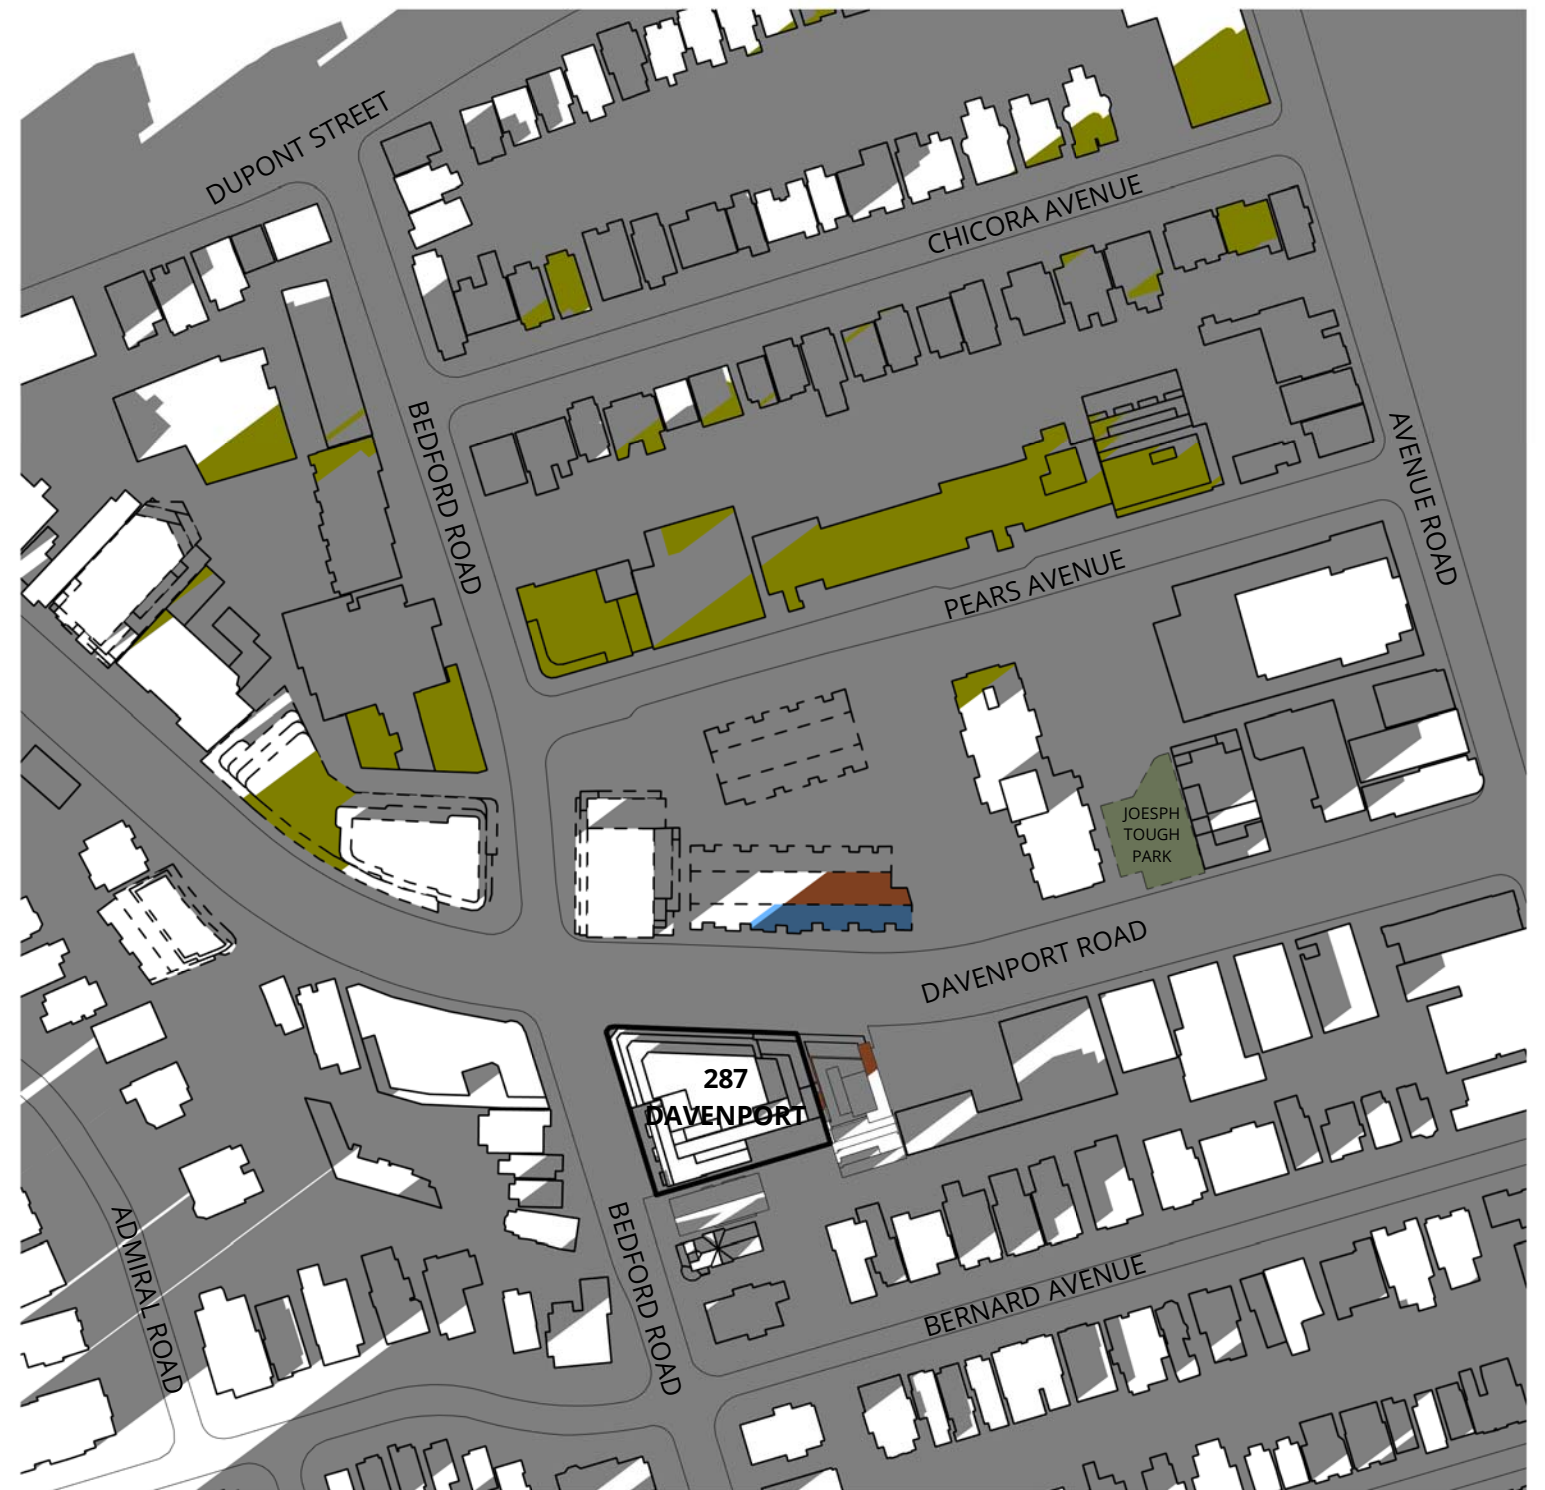 DUPONT STREET
CHICORA AVENUE
BEDFORD ROAD
AVENUE ROAD
PEARS AVENUE
JOESPH
TOUGH
PARK
DAVENPORT ROAD
287
DAVENPORT
ADMIRAL ROAD
BEDFORD ROAD
BERNARD AVENUE